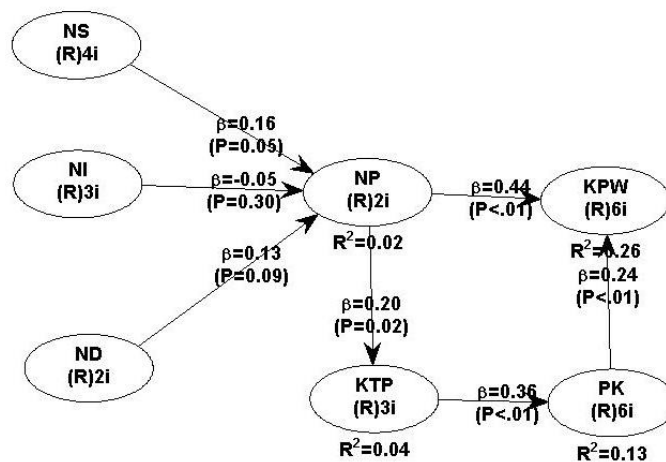 NS
(R)4i
β=0.16
(P=0.05)
NI
(R)3i
β=-0.05
(P=0.30)
NP
(R)2i
R²=0.02
β=0.44
(P<.01)
KPW
(R)6i
R²=0.26
β=0.24
(P<.01)
β=0.13
(P=0.09)
ND
(R)2i
β=0.20
(P=0.02)
KTP
(R)3i
R²=0.04
β=0.36
(P<.01)
PK
(R)6i
R²=0.13